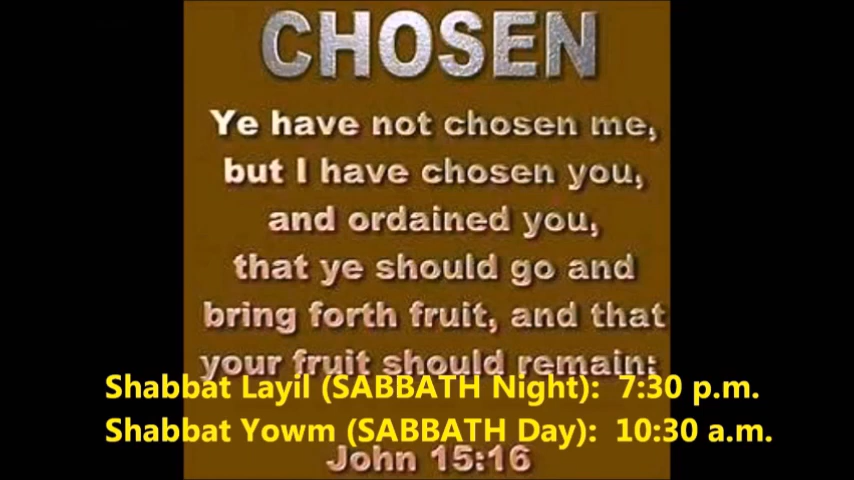 CHOSEN
Ye have not chosen me,
but I have chosen you,
and ordained you,
that ye should go and
bring forth fruit, and that
your fruit should remain:
Shabbat Layil (SABBATH Night): 7:30 p.m.
Shabbat Yowm (SABBATH Day): 10:30 a.m.
John 15:16